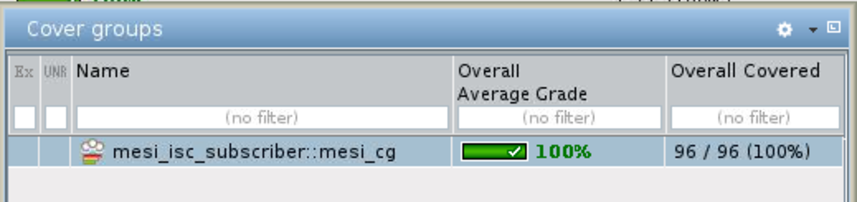 Cover groups
Ex UNR Name Overall Average Grade Overall Covered
(no filter) (no filter) (no filter)
mesi_isc_subscriber::mesi_cg 100% 96 / 96 (100%)